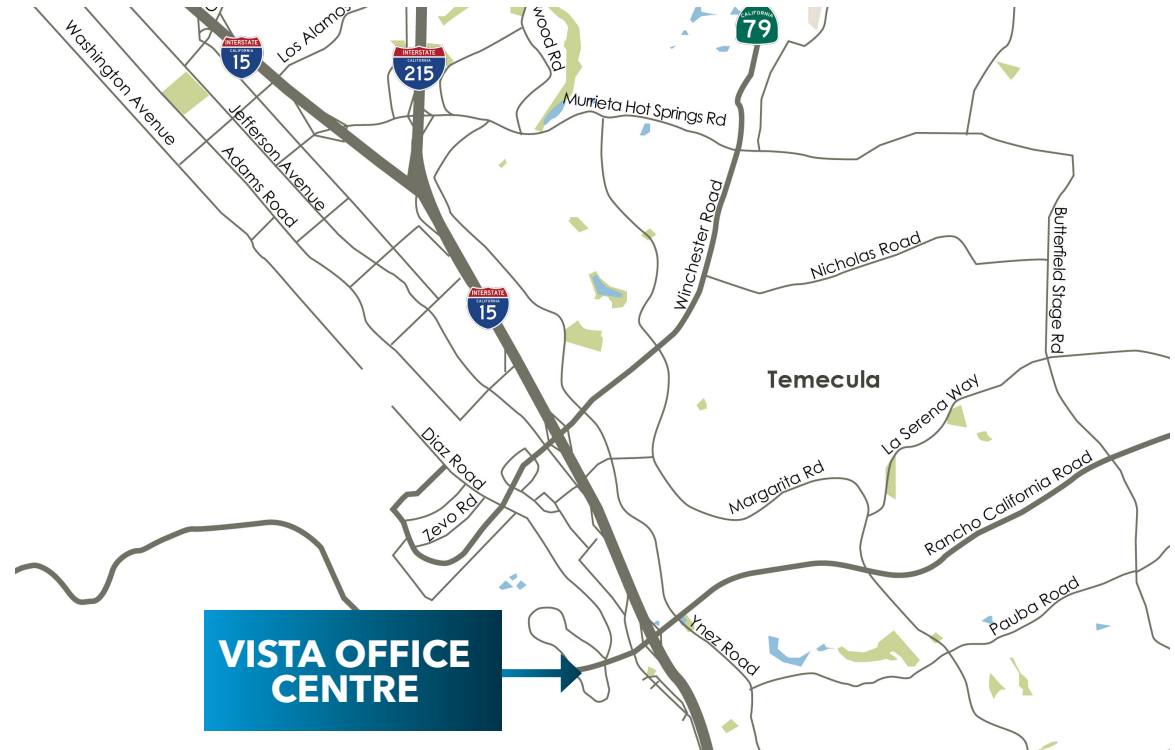 Washington Avenue
INTERSTATE
CALIFORNIA
15
Los Alamos
INTERSTATE
CALIFORNIA
215
wood Rd
CALIFORNIA
79
Murrieta Hot Springs Rd
Jefferson Avenue
Adams Road
Winchester Road
Nicholas Road
Butterfield Stage Rd
INTERSTATE
CALIFORNIA
15
Temecula
La Serena Way
Diaz Road
Zevo Rd
Margarita Rd
Rancho California Road
Pauba Road
Ynez Road
VISTA OFFICE
CENTRE